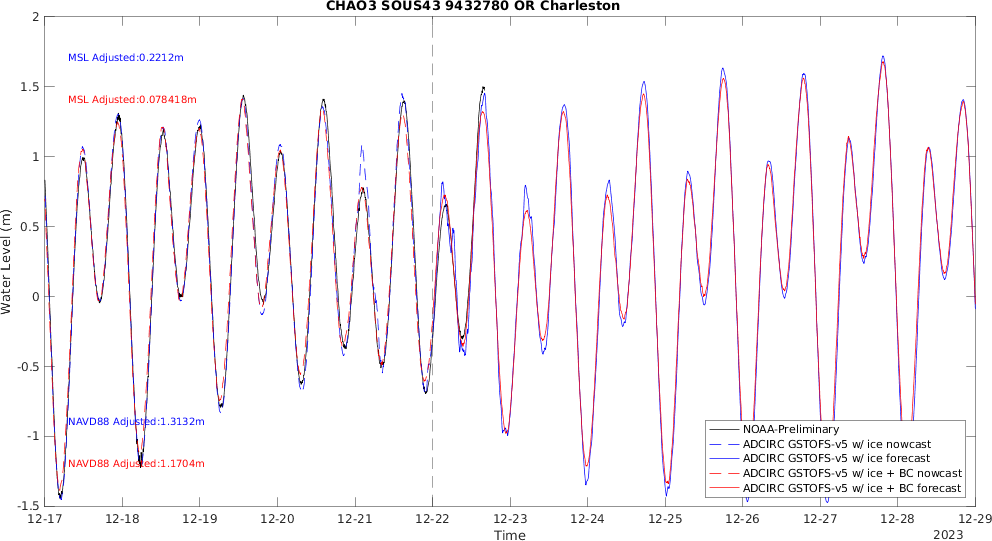 CHAO3 SOUS43 9432780 OR Charleston
Water Level (m)
2
1.5
1
0.5
0
-0.5
-1
-1.5
MSL Adjusted:0.2212m
MSL Adjusted:0.078418m
NAVD88 Adjusted:1.3132m
NAVD88 Adjusted:1.1704m
NOAA-Preliminary
ADCIRC GSTOFS-v5 w/ ice nowcast
ADCIRC GSTOFS-v5 w/ ice forecast
ADCIRC GSTOFS-v5 w/ ice + BC nowcast
ADCIRC GSTOFS-v5 w/ ice + BC forecast
12-17 12-18 12-19 12-20 12-21 12-22 12-23 12-24 12-25 12-26 12-27 12-28 12-29
Time
2023